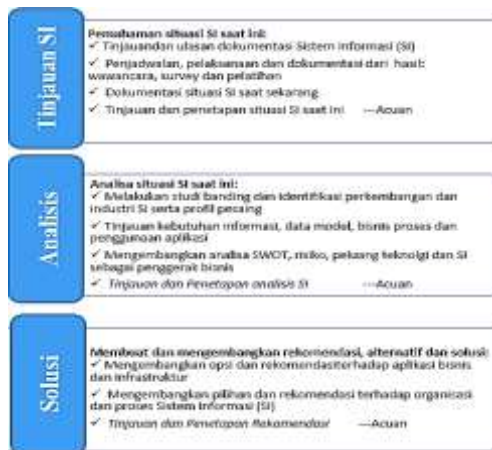 Tinjauan SI
Pemahaman situasi SI saat ini:
✓ Tinjauandan ulasan dokumentasi Sistem Informasi (SI)
✓ Penjadwalan, pelaksanaan dan dokumentasi dari hasil:
wawancara, survey dan pelatihan
✓ Dokumentasi situasi SI saat sekarang
✓ Tinjauan dan penetapan situasi SI saat ini ---Acuan
Analisis
Analisa situasi SI saat ini:
✓ Melakukan studi banding dan identifikasi perkembangan dan
industri SI serta profil pesaing
✓ Tinjauan kebutuhan informasi, data model, bisnis proses dan
penggunaan aplikasi
✓ Mengembangkan analisa SWOT, risiko, peluang teknolgi dan SI
sebagai penggerak bisnis
✓ Tinjauan dan Penetapan analisis SI ---Acuan
Solusi
Membuat dan mengembangkan rekomendasi, alternatif dan solusi:
✓ Mengembangkan opsi dan rekomendasiterhadap aplikasi bisnis
dan infrastruktur
✓ Mengembangkan pilihan dan rekomendasi terhadap organisasi
dan proses Sistem Informasi (SI)
✓ Tinjauan dan Penetapan Rekomendasi ---Acuan